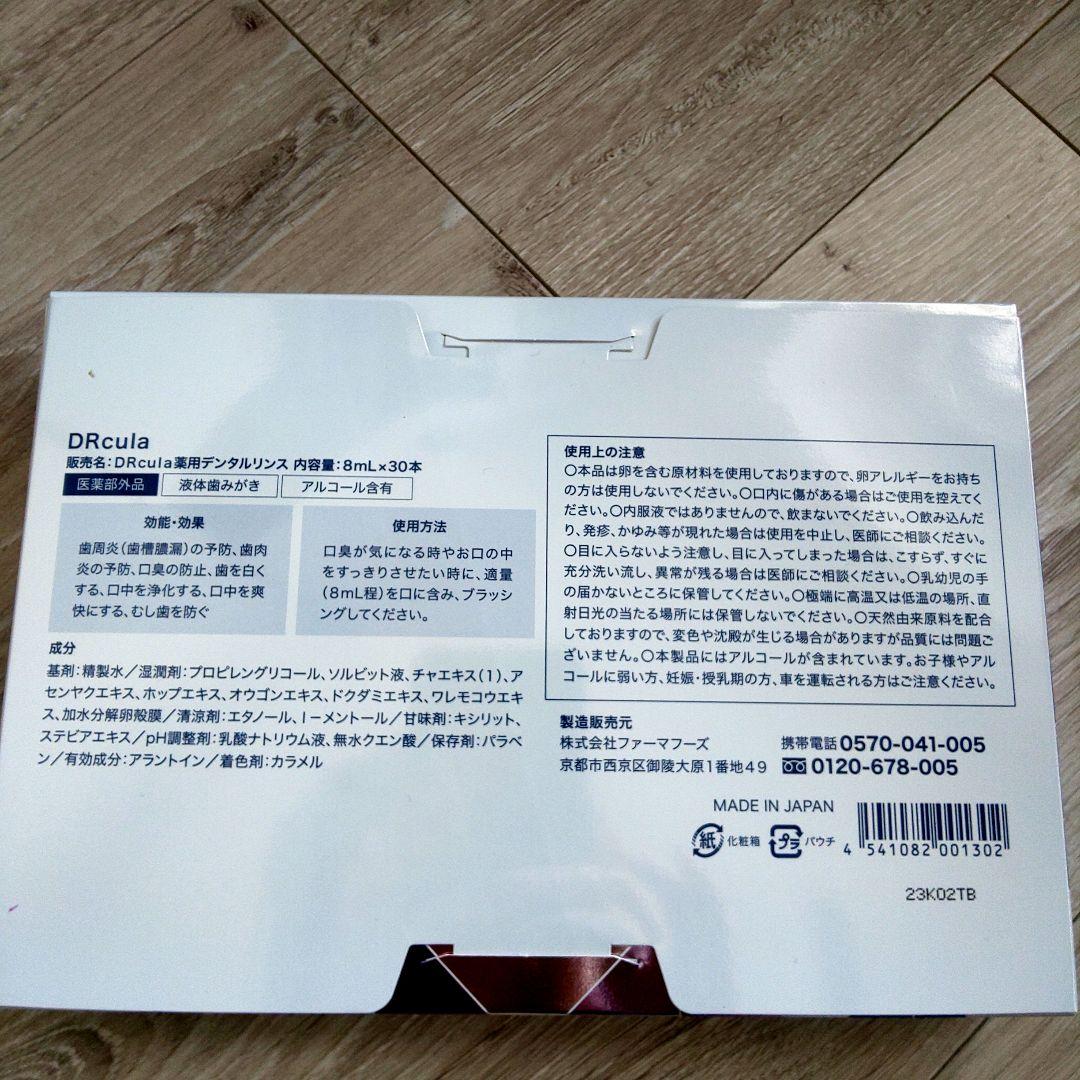 DRcula
販売名:DRcula薬用デンタルリンス 内容量:8mL×30本
医薬部外品 液体歯みがき アルコール含有
効能・効果
歯周炎(歯槽膿漏)の予防、歯肉
炎の予防、口臭の防止、歯を白く
する、口中を浄化する、口中を爽
快にする、むし歯を防ぐ
使用方法
口臭が気になる時やお口の中
をすっきりさせたい時に、適量
(8mL程)を口に含み、ブラッシ
ングしてください。
成分
基剤:精製水/湿潤剤:プロピレングリコール、ソルビット液、チャエキス(1)、ア
センヤクエキス、ホップエキス、オウゴンエキス、ドクダミエキス、ワレモコウエキ
ス、加水分解卵殻膜/清涼剤:エタノール、l-メントール/甘味剤:キシリット、
ステビアエキス/pH調整剤:乳酸ナトリウム液、無水クエン酸/保存剤:パラベ
ン/有効成分:アラントイン/着色剤:カラメル
使用上の注意
○本品は卵を含む原材料を使用しておりますので、卵アレルギーをお持ち
の方は使用しないでください。○口内に傷がある場合はご使用を控えてく
ださい。○内服液ではありませんので、飲まないでください。○飲み込んだ
り、発疹、かゆみ等が現れた場合は使用を中止し、医師にご相談ください。
○目に入らないよう注意し、目に入ってしまった場合は、こすらず、すぐに
充分洗い流し、異常が残る場合は医師にご相談ください。○乳幼児の手
の届かないところに保管してください。○極端に高温又は低温の場所、直
射日光の当たる場所には保管しないでください。○天然由来原料を配合
しておりますので、変色や沈殿が生じる場合がありますが品質には問題ご
ざいません。○本製品にはアルコールが含まれています。お子様やアル
コールに弱い方、妊娠・授乳期の方、車を運転される方はご注意ください。
製造販売元
株式会社ファーマフーズ
京都市西京区御陵大原1番地49
携帯電話 0570-041-005
0120-678-005
MADE IN JAPAN
紙 化粧箱 プラ パウチ
4 541082 001302
23K02TB